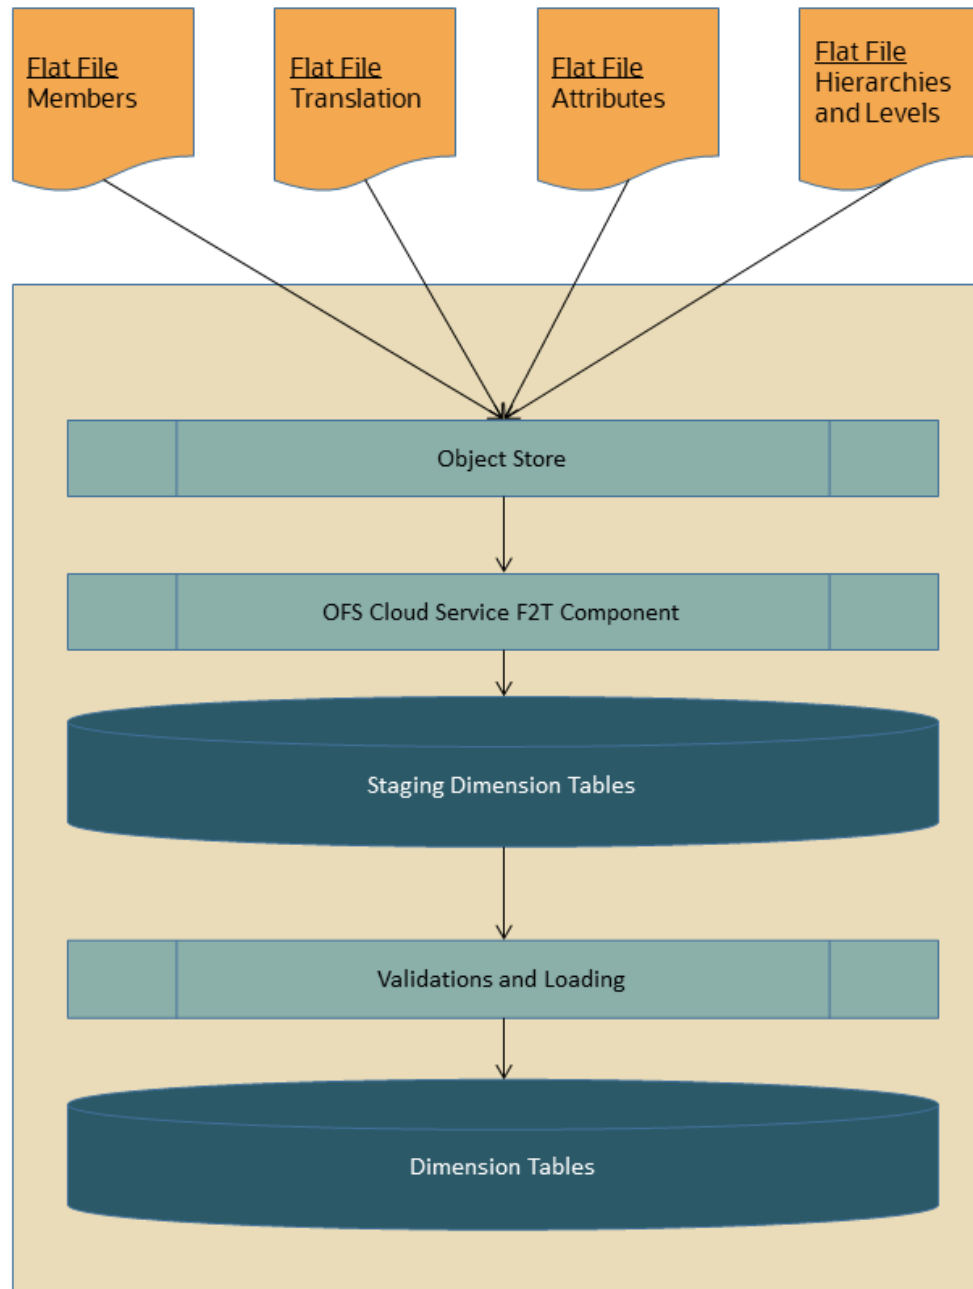 Flat File
Members
Flat File
Translation
Flat File
Attributes
Flat File
Hierarchies
and Levels
Object Store
OFS Cloud Service F2T Component
Staging Dimension Tables
Validations and Loading
Dimension Tables